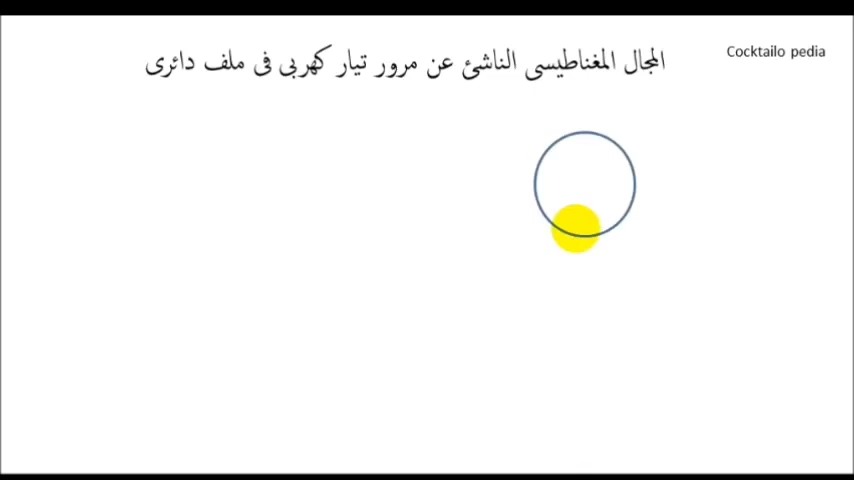 المجال المغناطيسى الناشئ عن مرور تيار كهربى فى ملف دائرى
Cocktailo pedia